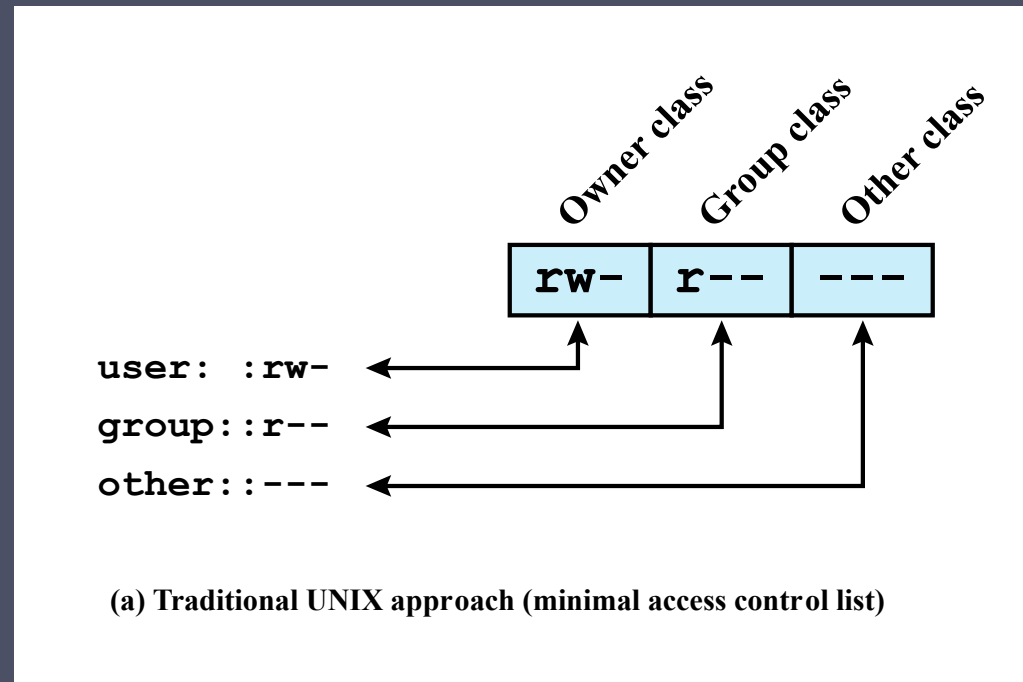 Owner class
Group class
Other class
rw- r-- ---
user: :rw-
group::r--
other::---
(a) Traditional UNIX approach (minimal access control list)